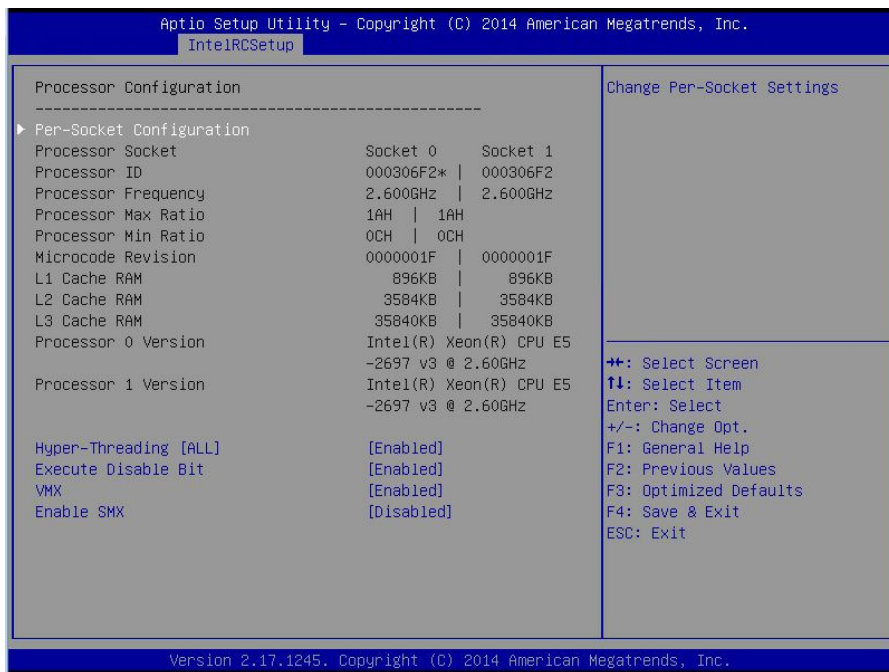 Aptio Setup Utility - Copyright (C) 2014 American Megatrends, Inc.
IntelRCSetup
Processor Configuration
--------------------------------------------------
Per-Socket Configuration
Processor Socket Socket 0 Socket 1
Processor ID 000306F2* | 000306F2
Processor Frequency 2.600GHz | 2.600GHz
Processor Max Ratio 1AH | 1AH
Processor Min Ratio 0CH | 0CH
Microcode Revision 0000001F | 0000001F
L1 Cache RAM 896KB | 896KB
L2 Cache RAM 3584KB | 3584KB
L3 Cache RAM 35840KB | 35840KB
Processor 0 Version Intel(R) Xeon(R) CPU E5
-2697 v3 @ 2.60GHz
Processor 1 Version Intel(R) Xeon(R) CPU E5
-2697 v3 @ 2.60GHz
Hyper-Threading [ALL] [Enabled]
Execute Disable Bit [Enabled]
VMX [Enabled]
Enable SMX [Disabled]
Change Per-Socket Settings
→←: Select Screen
↑↓: Select Item
Enter: Select
+/-: Change Opt.
F1: General Help
F2: Previous Values
F3: Optimized Defaults
F4: Save & Exit
ESC: Exit
Version 2.17.1245. Copyright (C) 2014 American Megatrends, Inc.